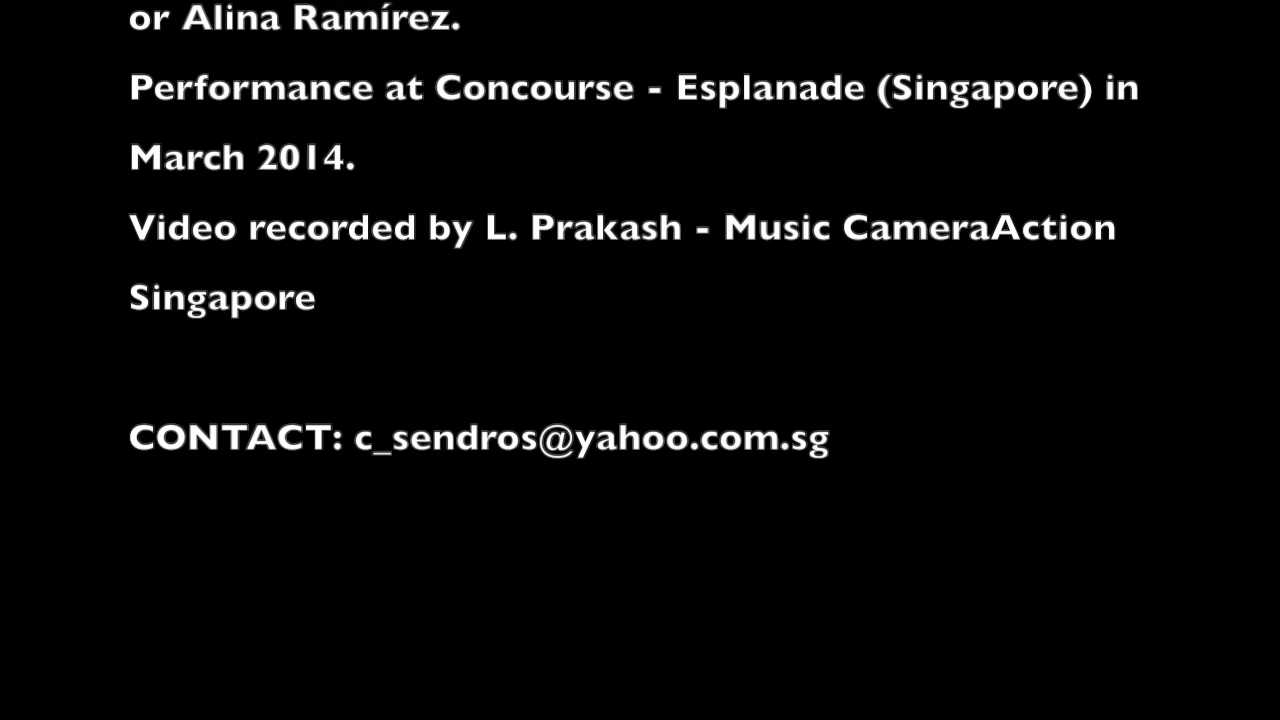 or Alina Ramírez.
Performance at Concourse - Esplanade (Singapore) in
March 2014.
Video recorded by L. Prakash - Music CameraAction
Singapore
CONTACT: c_sendros@yahoo.com.sg